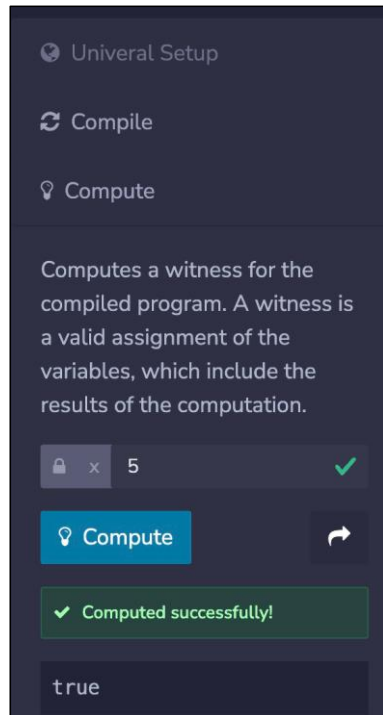 Univeral Setup
Compile
Compute
Computes a witness for the
compiled program. A witness is
a valid assignment of the
variables, which include the
results of the computation.
x 5
Compute
Computed successfully!
true